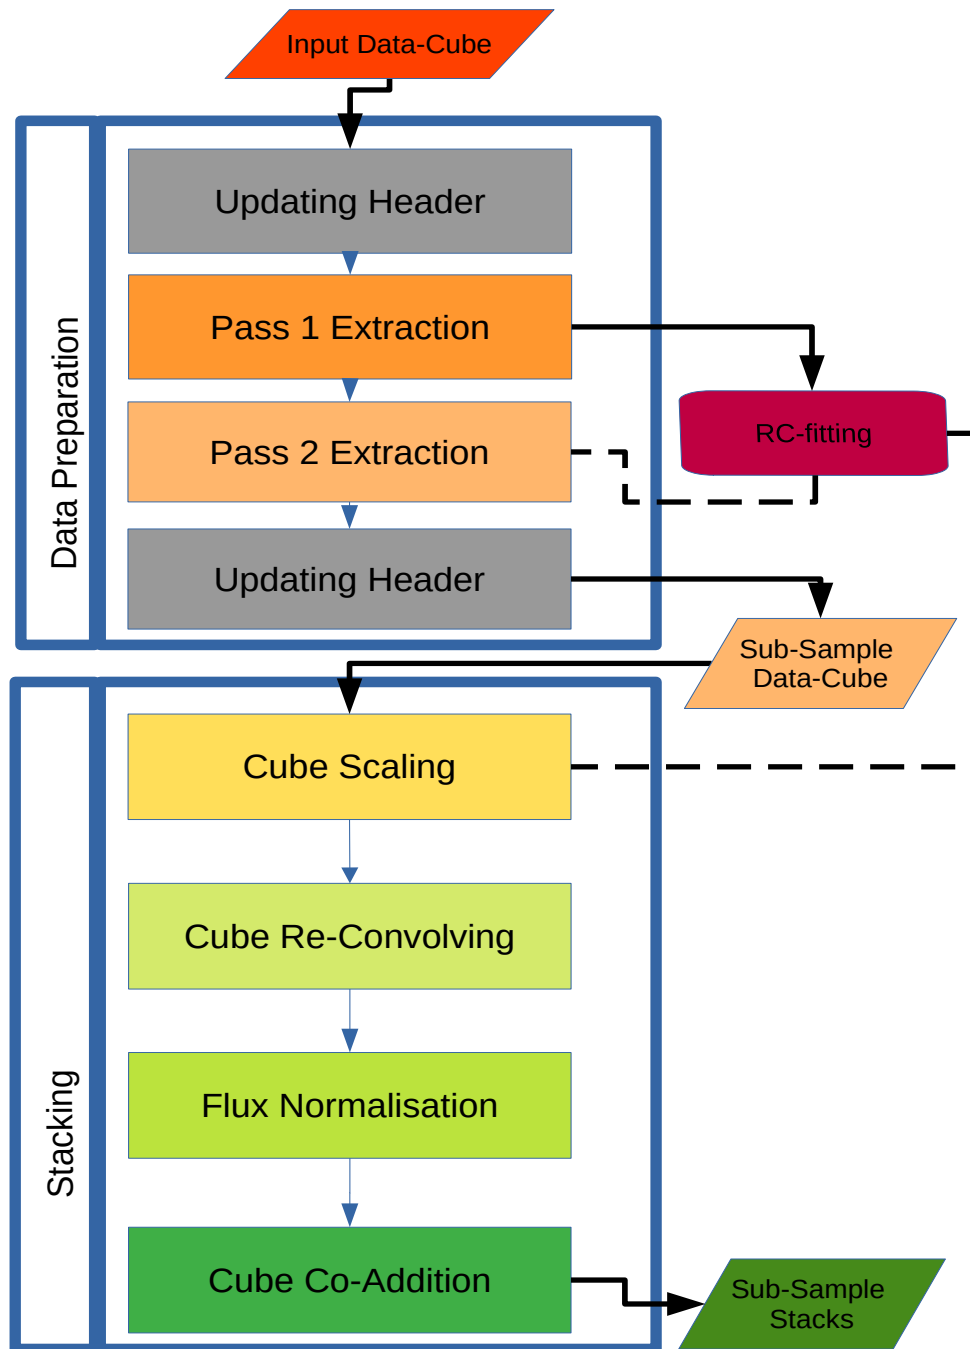 Input Data-Cube
Data Preparation
Updating Header
Pass 1 Extraction
RC-fitting
Pass 2 Extraction
Updating Header
Sub-Sample
Data-Cube
Stacking
Cube Scaling
Cube Re-Convolving
Flux Normalisation
Cube Co-Addition
Sub-Sample
Stacks